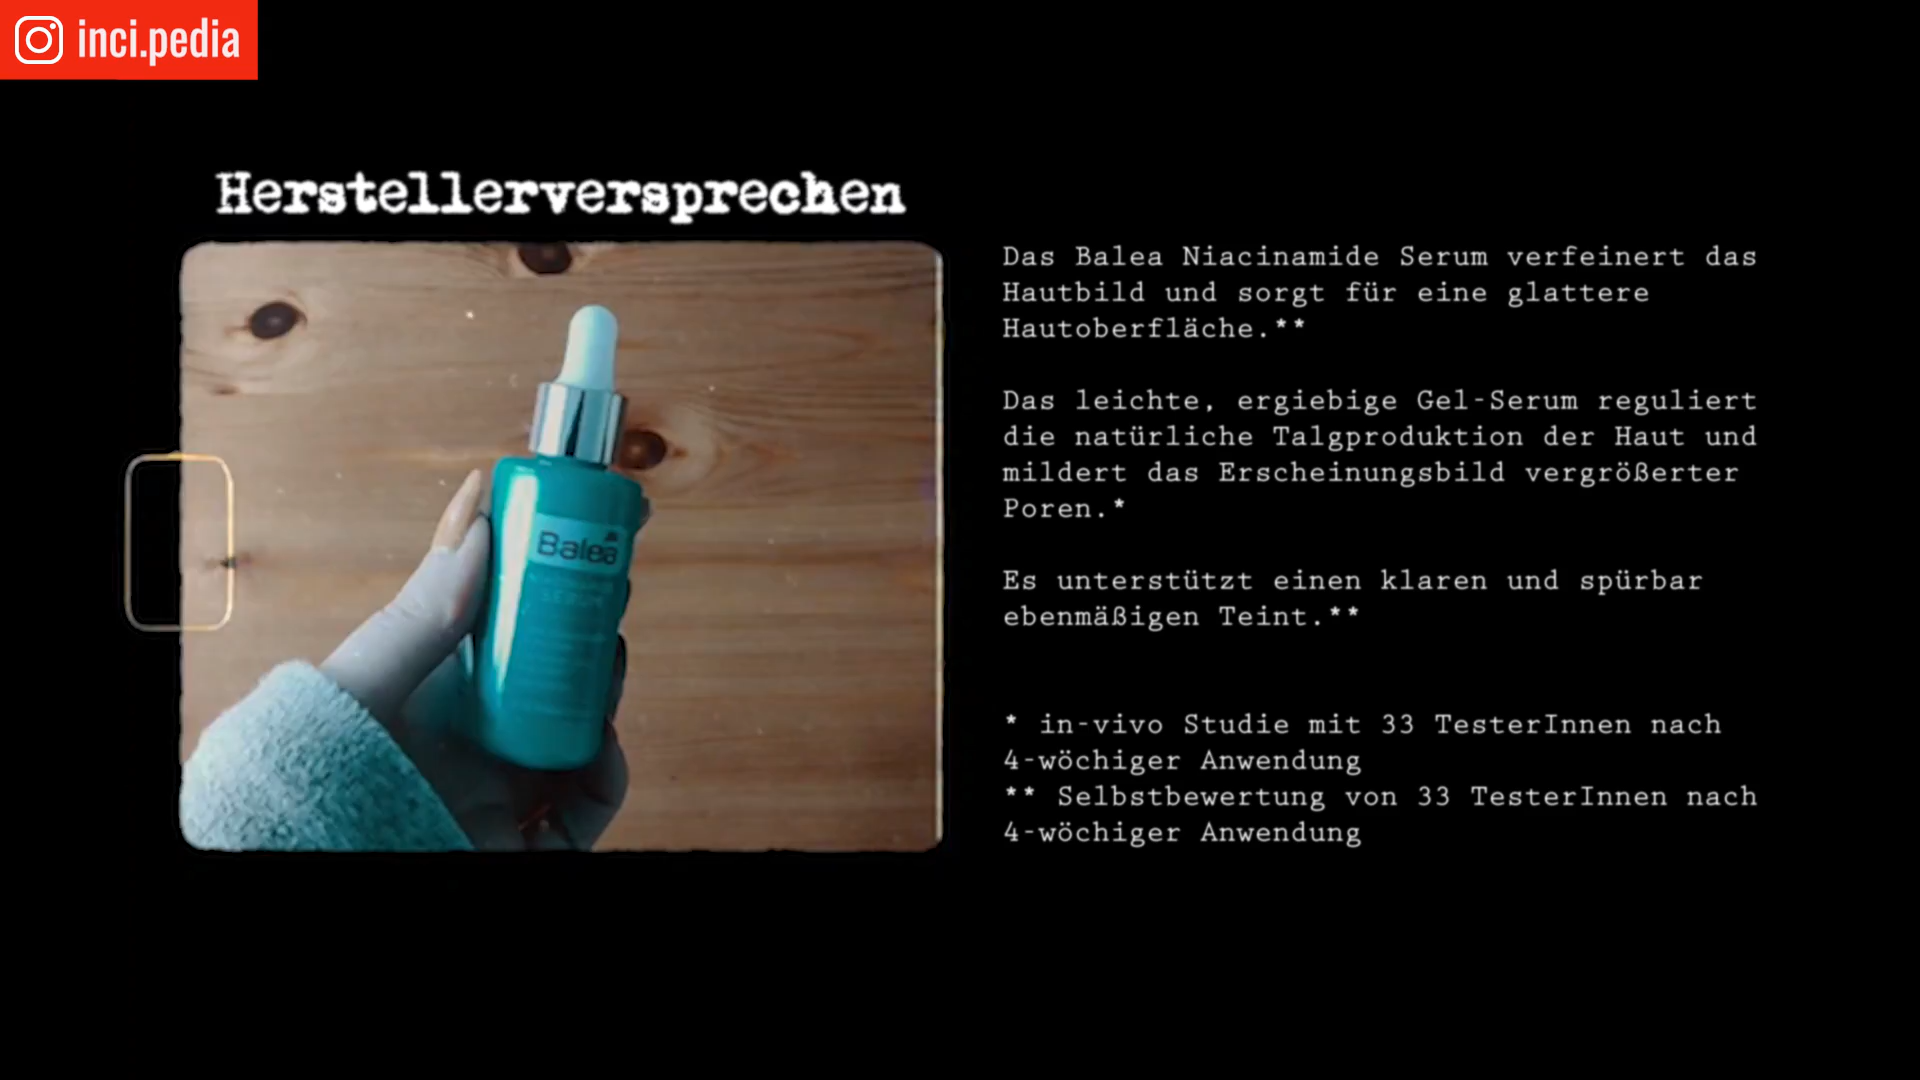 inci.pedia
Herstellerversprechen
Balea
Das Balea Niacinamide Serum verfeinert das
Hautbild und sorgt für eine glattere
Hautoberfläche.**
Das leichte, ergiebige Gel-Serum reguliert
die natürliche Talgproduktion der Haut und
mildert das Erscheinungsbild vergrößerter
Poren.*
Es unterstützt einen klaren und spürbar
ebenmäßigen Teint.**
* in-vivo Studie mit 33 TesterInnen nach
4-wöchiger Anwendung
** Selbstbewertung von 33 TesterInnen nach
4-wöchiger Anwendung